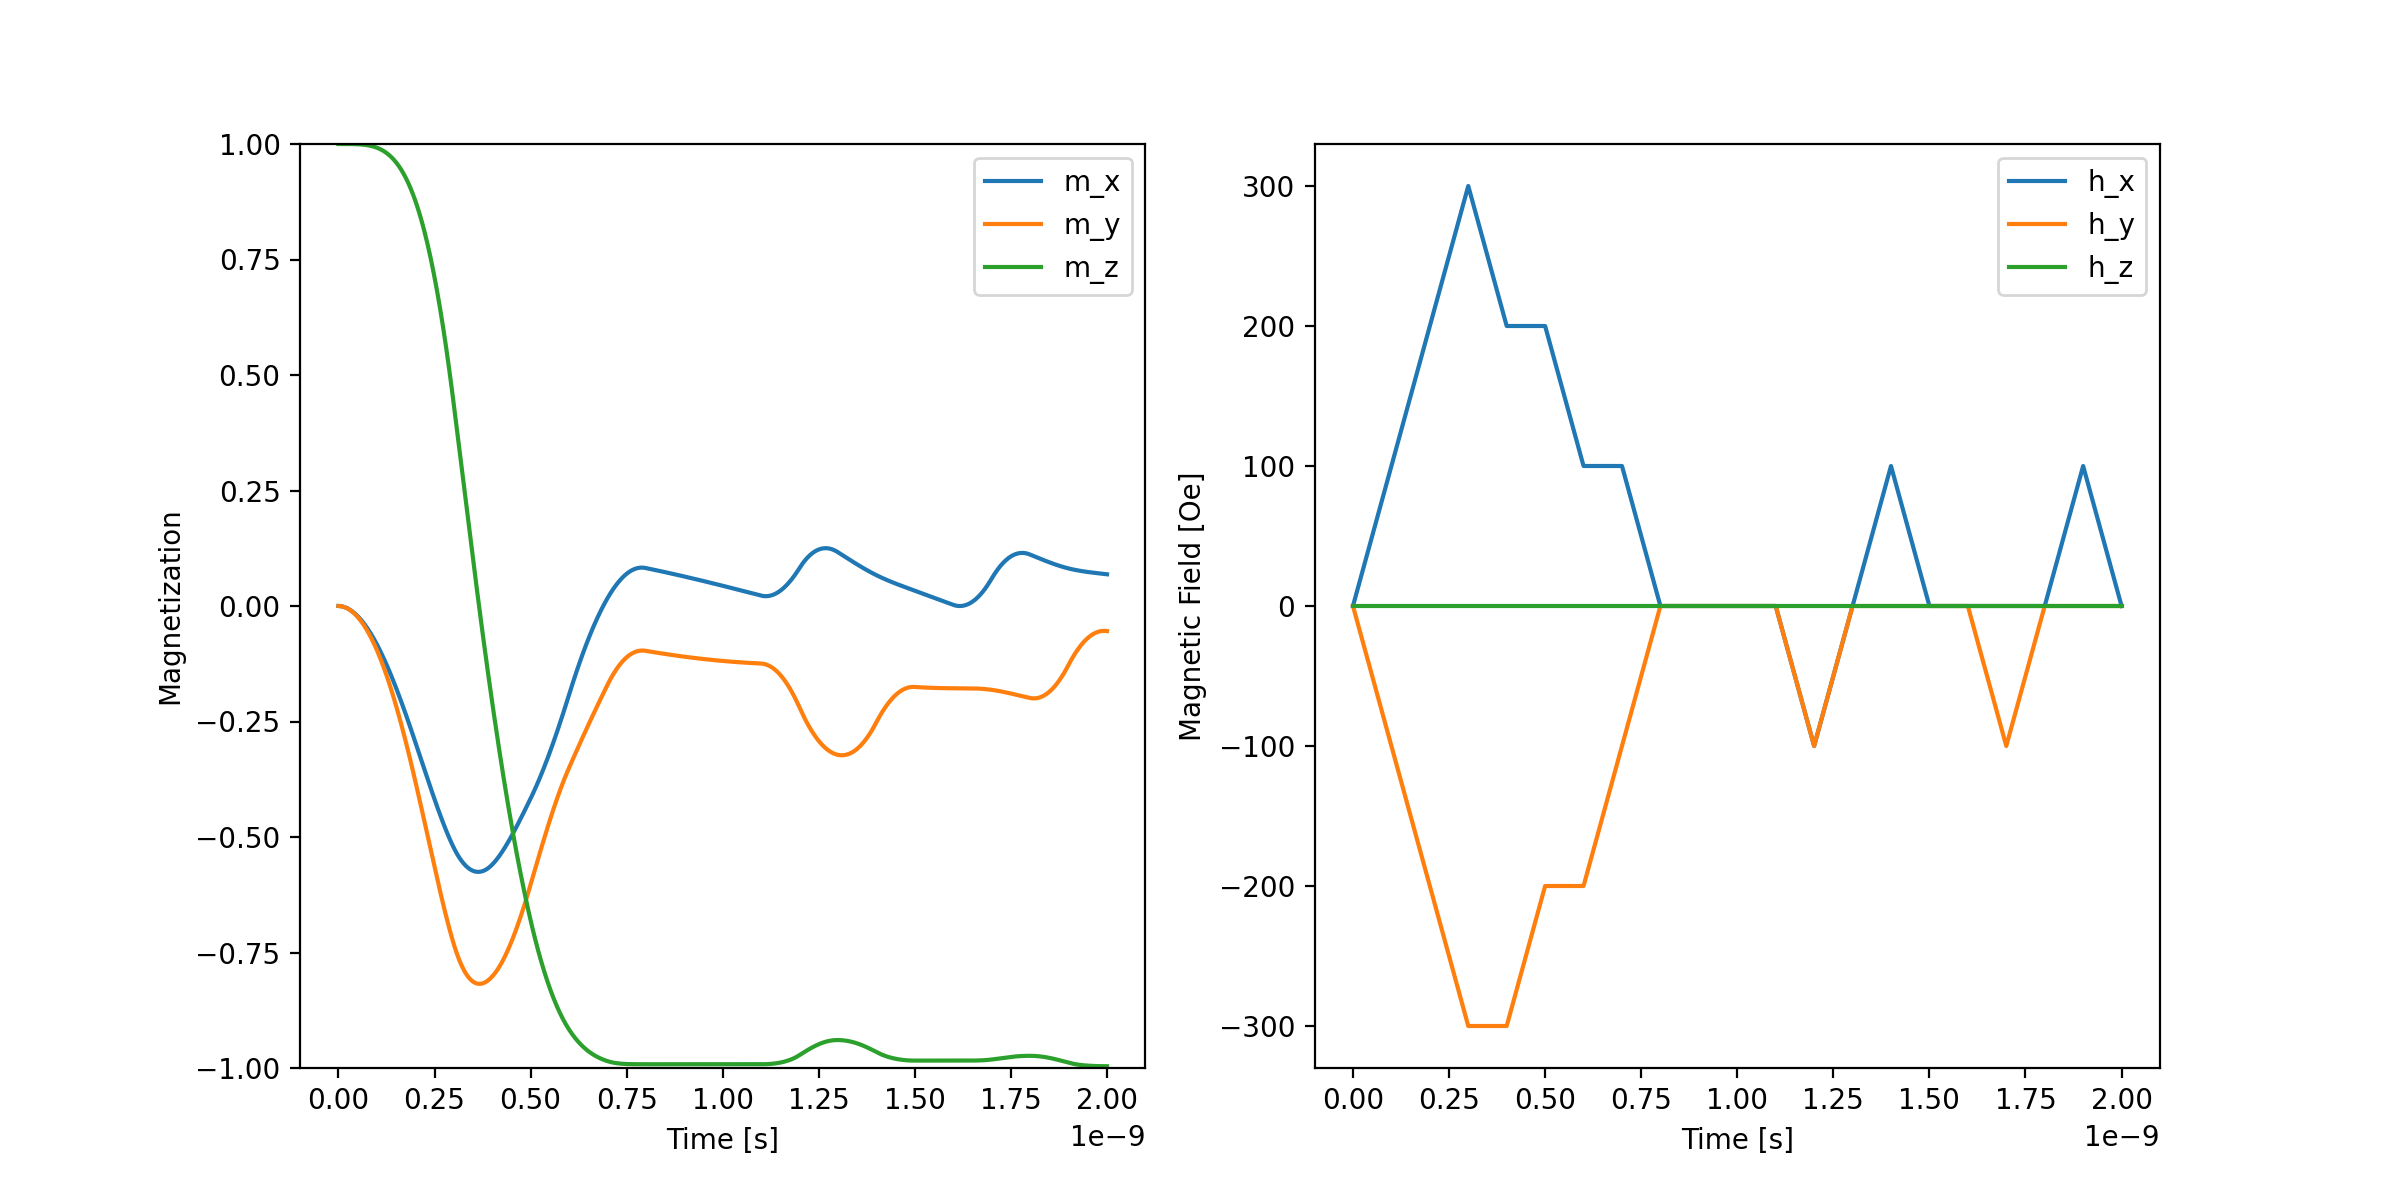 1.00
0.75
0.50
0.25
0.00
−0.25
−0.50
−0.75
−1.00
Magnetization
m_x
m_y
m_z
0.00 0.25 0.50 0.75 1.00 1.25 1.50 1.75 2.00
Time [s]
1e−9
300
200
100
0
−100
−200
−300
Magnetic Field [Oe]
h_x
h_y
h_z
0.00 0.25 0.50 0.75 1.00 1.25 1.50 1.75 2.00
Time [s]
1e−9